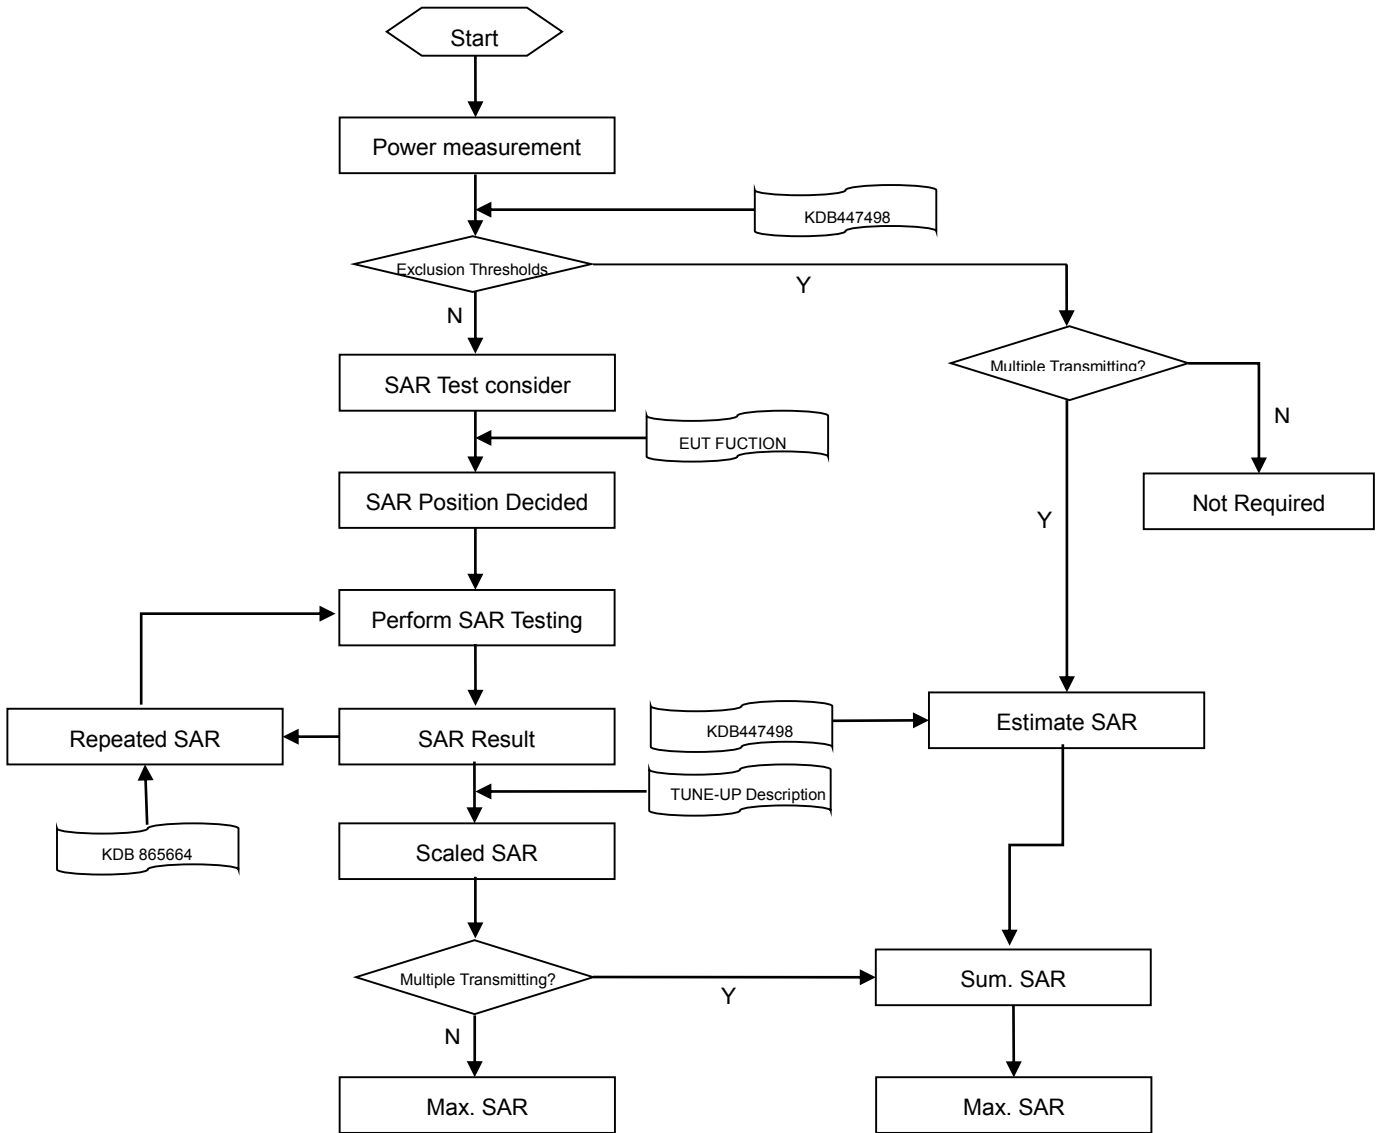 Start
Power measurement
KDB447498
Exclusion Thresholds
Y
N
Multiple Transmitting?
SAR Test consider
N
EUT FUCTION
SAR Position Decided
Not Required
Y
Perform SAR Testing
Repeated SAR
SAR Result
KDB447498
Estimate SAR
TUNE-UP Description
KDB 865664
Scaled SAR
Multiple Transmitting?
Y
Sum. SAR
N
Max. SAR
Max. SAR